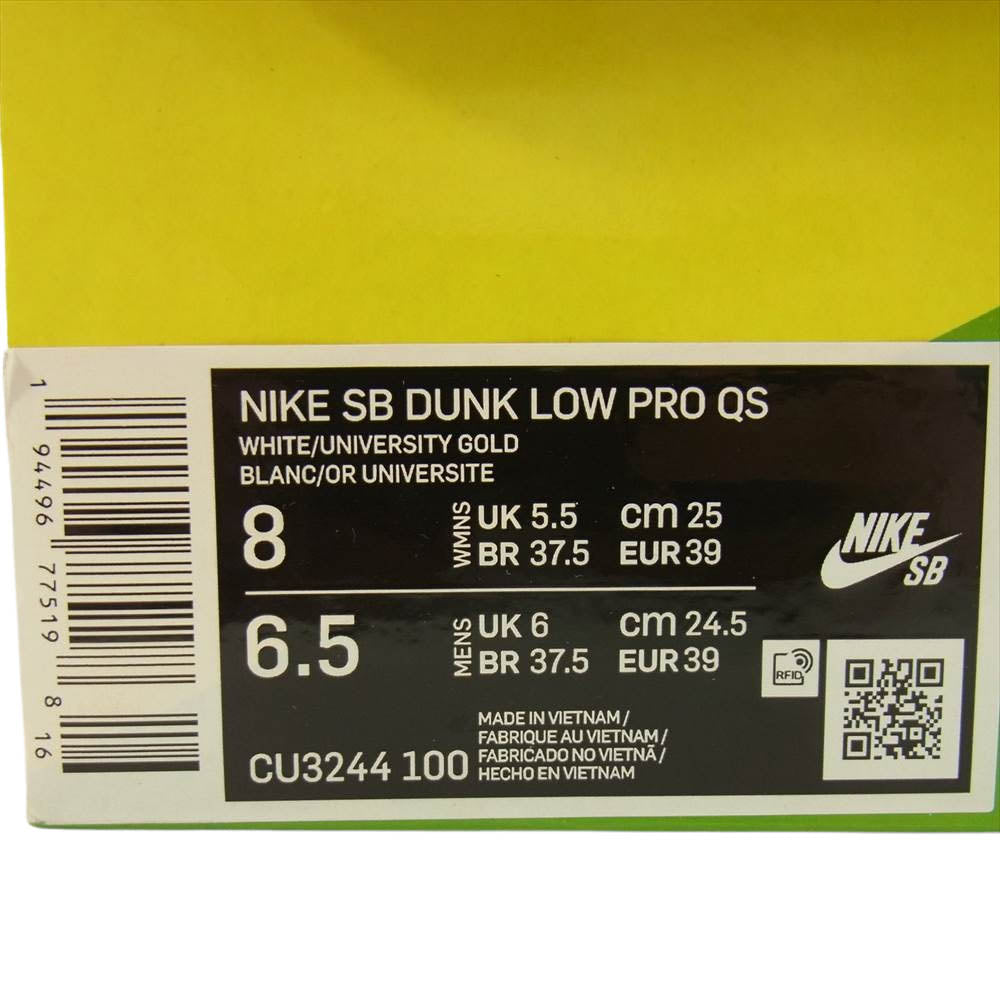 NIKE SB DUNK LOW PRO QS
WHITE/UNIVERSITY GOLD
BLANC/OR UNIVERSITE
8 WMNS UK 5.5 cm 25
BR 37.5 EUR 39
6.5 MENS UK 6 cm 24.5
BR 37.5 EUR 39
NIKE
SB
RFID
CU3244 100
MADE IN VIETNAM /
FABRIQUE AU VIETNAM /
FABRICADO NO VIETNÃ /
HECHO EN VIETNAM
1 94496 77519 8 16